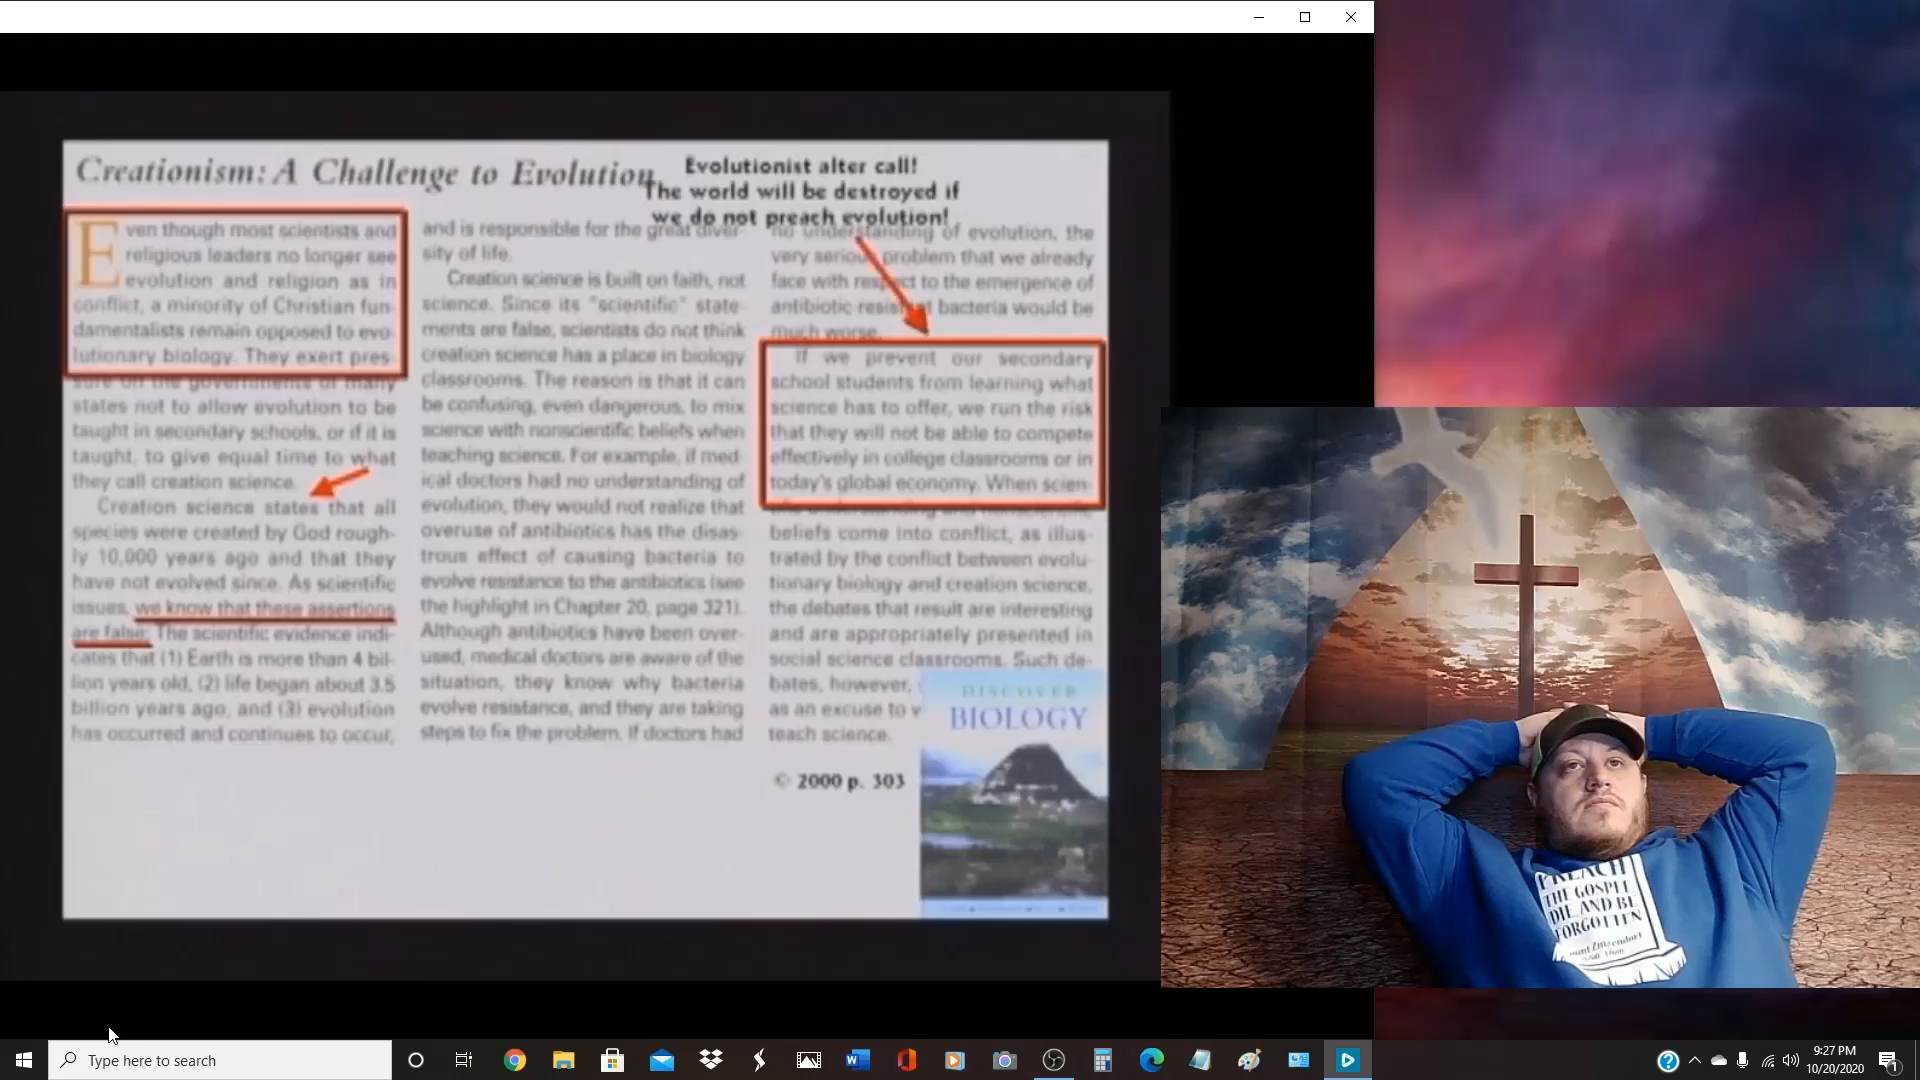 Creationism: A Challenge to Evolution
Evolutionist alter call!
The world will be destroyed if
we do not preach evolution!
Even though most scientists and
religious leaders no longer see
evolution and religion as in
conflict, a minority of Christian fun-
damentalists remain opposed to evo-
lutionary biology. They exert pres-
sure on the governments of many
states not to allow evolution to be
taught in secondary schools, or if it is
taught, to give equal time to what
they call creation science.
Creation science states that all
species were created by God rough-
ly 10,000 years ago and that they
have not evolved since. As scientific
issues, we know that these assertions
are false: The scientific evidence indi-
cates that (1) Earth is more than 4 bil-
lion years old, (2) life began about 3.5
billion years ago, and (3) evolution
has occurred and continues to occur,
and is responsible for the great diver-
sity of life.
Creation science is built on faith, not
science. Since its "scientific" state-
ments are false, scientists do not think
creation science has a place in biology
classrooms. The reason is that it can
be confusing, even dangerous, to mix
science with nonscientific beliefs when
teaching science. For example, if med-
ical doctors had no understanding of
evolution, they would not realize that
overuse of antibiotics has the disas-
trous effect of causing bacteria to
evolve resistance to the antibiotics (see
the highlight in Chapter 20, page 321).
Although antibiotics have been over-
used, medical doctors are aware of the
situation, they know why bacteria
evolve resistance, and they are taking
steps to fix the problem. If doctors had
no understanding of evolution, the
very serious problem that we already
face with respect to the emergence of
antibiotic-resistant bacteria would be
much worse.
If we prevent our secondary
school students from learning what
science has to offer, we run the risk
that they will not be able to compete
effectively in college classrooms or in
today's global economy. When scien-
beliefs come into conflict, as illus-
trated by the conflict between evolu-
tionary biology and creation science,
the debates that result are interesting
and are appropriately presented in
social science classrooms. Such de-
bates, however,
as an excuse to
teach science.
© 2000 p. 303
DISCOVER
BIOLOGY
PREACH
THE GOSPEL
DIE, AND BE
FORGOTTEN
Type here to search
9:27 PM
10/20/2020
1